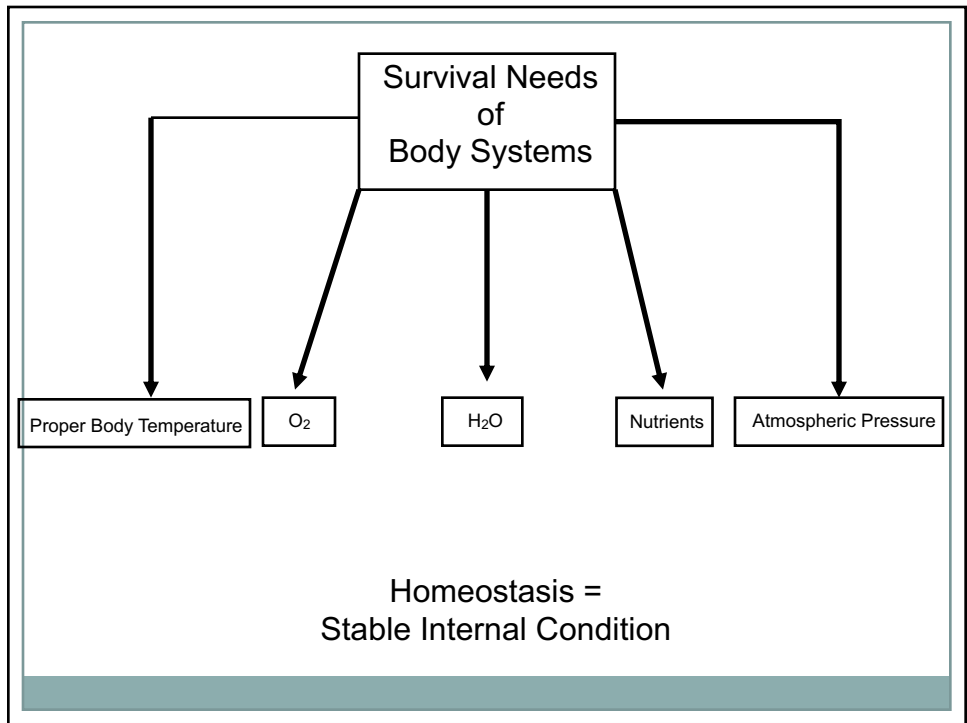 Survival Needs
of
Body Systems
Proper Body Temperature
O₂
H₂O
Nutrients
Atmospheric Pressure
Homeostasis =
Stable Internal Condition